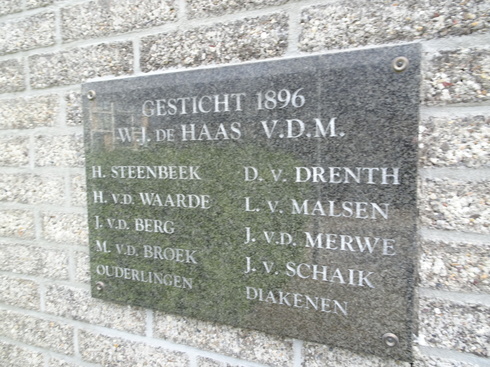 GESTICHT 1896
W.J. DE HAAS V.D.M.
H. STEENBEEK
H. V.D. WAARDE
J. V.D. BERG
M. V.D. BROEK
OUDERLINGEN
D. V. DRENTH
L. V. MALSEN
J. V.D. MERWE
J. V. SCHAIK
DIAKENEN